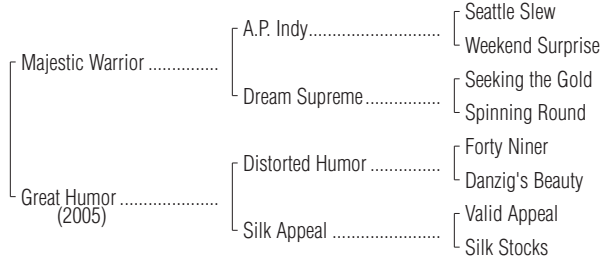 Seattle Slew
A.P. Indy..............................
Weekend Surprise
Majestic Warrior ...............
Seeking the Gold
Dream Supreme.................
Spinning Round
Forty Niner
Distorted Humor ................
Danzig's Beauty
Great Humor .....................
(2005)
Valid Appeal
Silk Appeal ........................
Silk Stocks